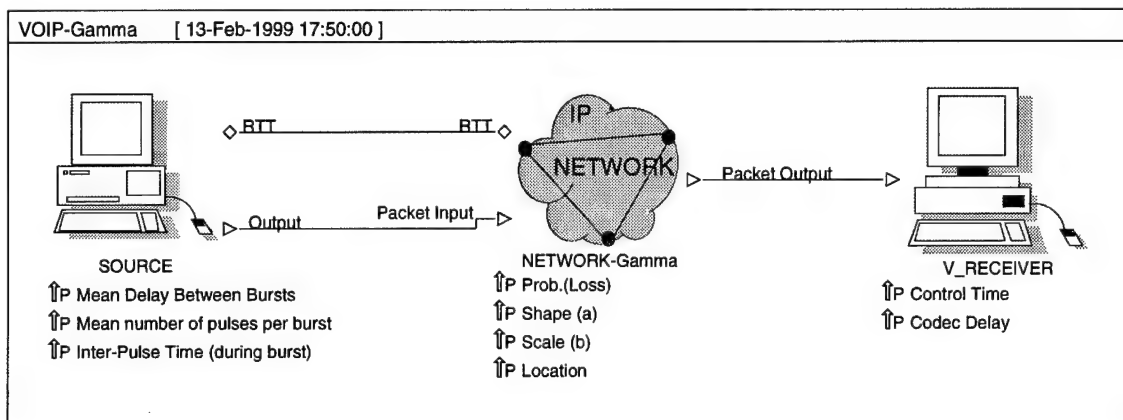 VOIP-Gamma [ 13-Feb-1999 17:50:00 ]
RTT RTT
IP
NETWORK
Output Packet Input
Packet Output
SOURCE
⇑P Mean Delay Between Bursts
⇑P Mean number of pulses per burst
⇑P Inter-Pulse Time (during burst)
NETWORK-Gamma
⇑P Prob.(Loss)
⇑P Shape (a)
⇑P Scale (b)
⇑P Location
V_RECEIVER
⇑P Control Time
⇑P Codec Delay